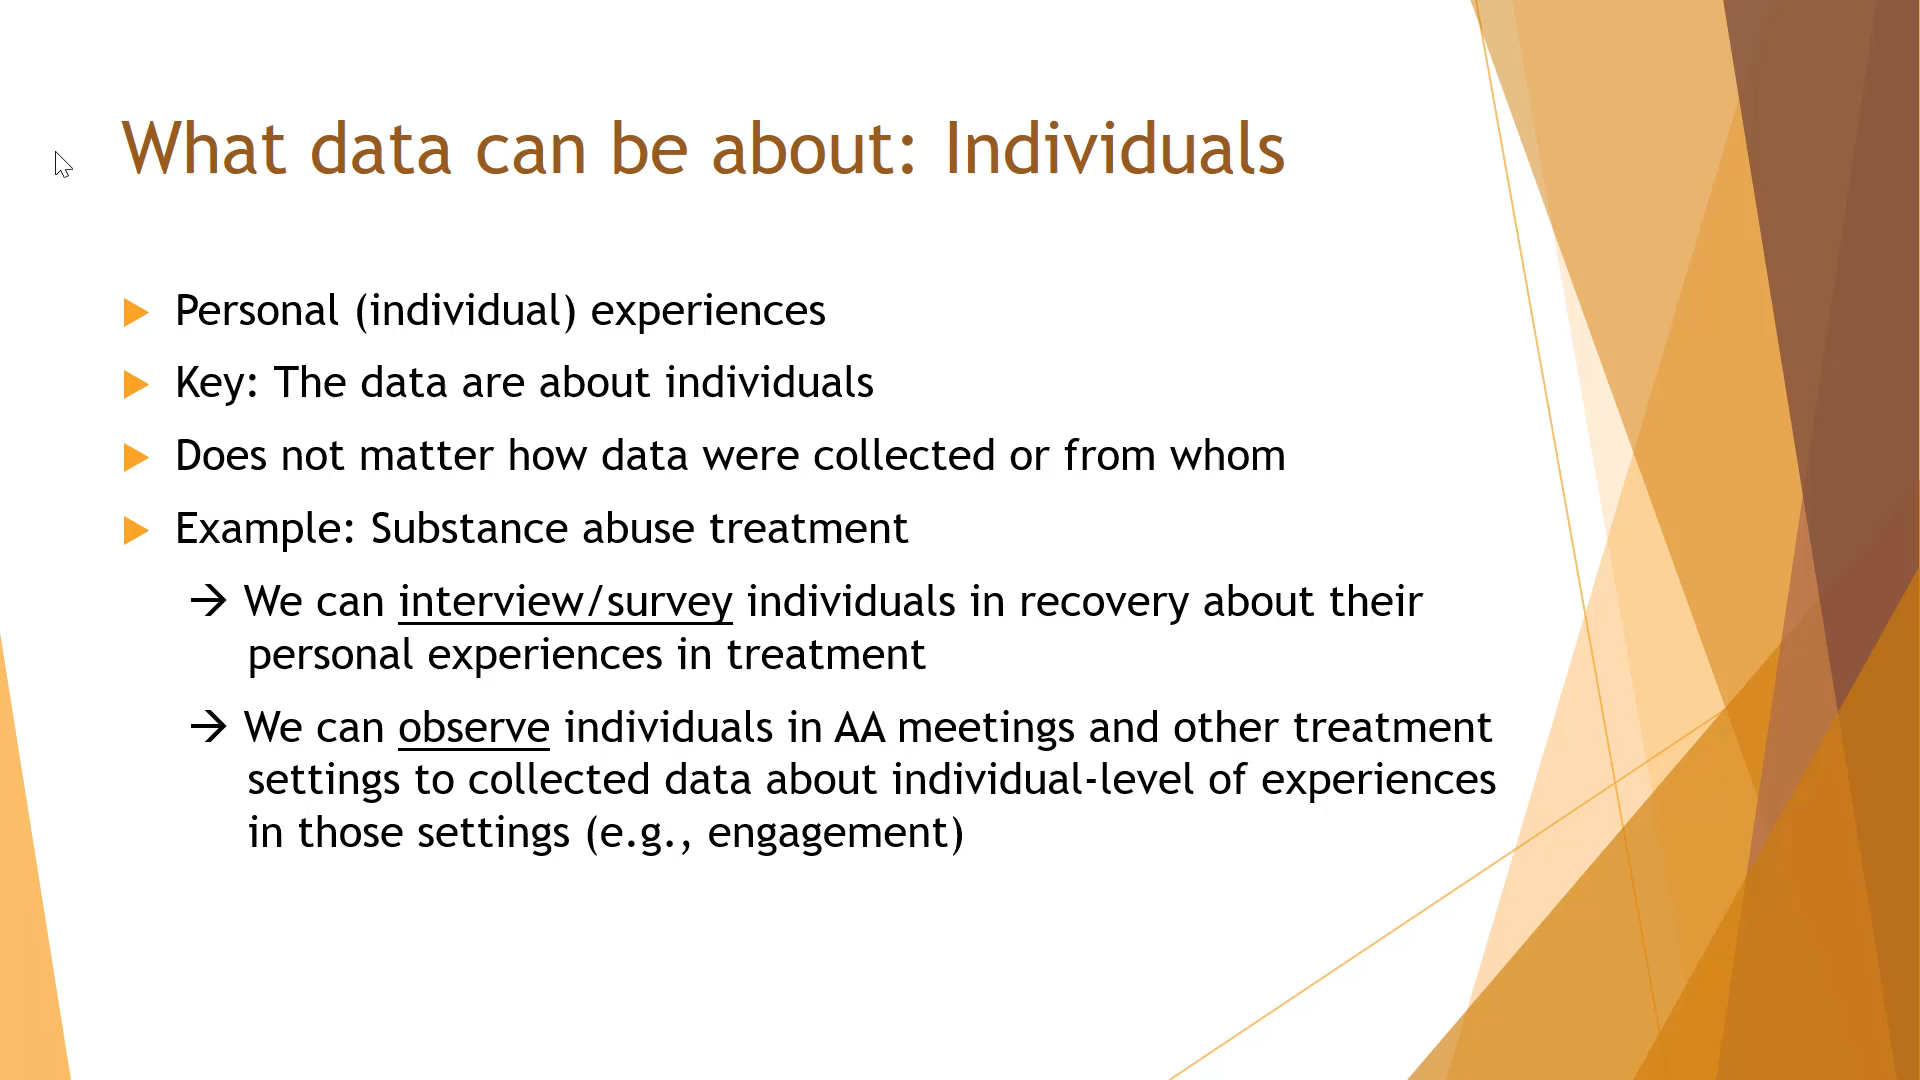 What data can be about: Individuals
Personal (individual) experiences
Key: The data are about individuals
Does not matter how data were collected or from whom
Example: Substance abuse treatment
→ We can interview/survey individuals in recovery about their
personal experiences in treatment
→ We can observe individuals in AA meetings and other treatment
settings to collected data about individual-level of experiences
in those settings (e.g., engagement)